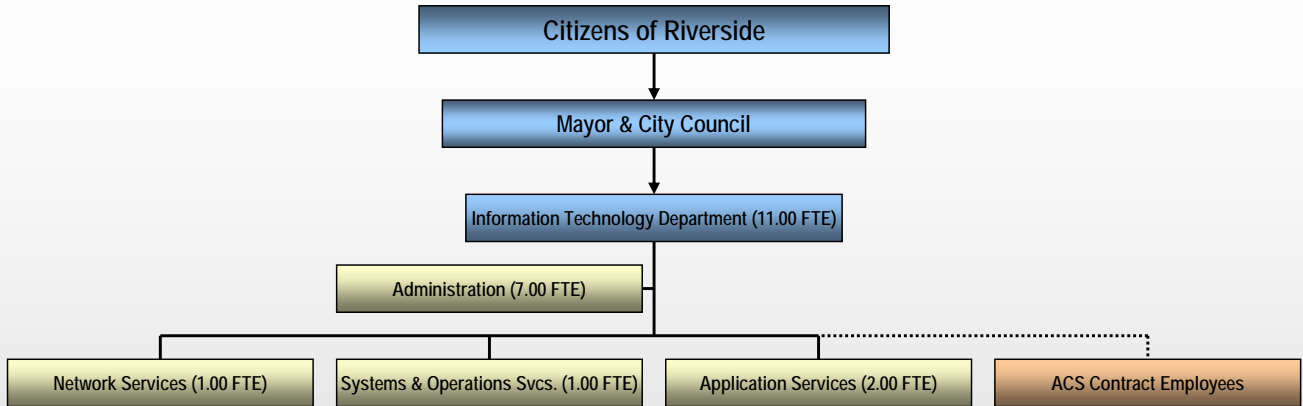 Citizens of Riverside
Mayor & City Council
Information Technology Department (11.00 FTE)
Administration (7.00 FTE)
Network Services (1.00 FTE)
Systems & Operations Svcs. (1.00 FTE)
Application Services (2.00 FTE)
ACS Contract Employees